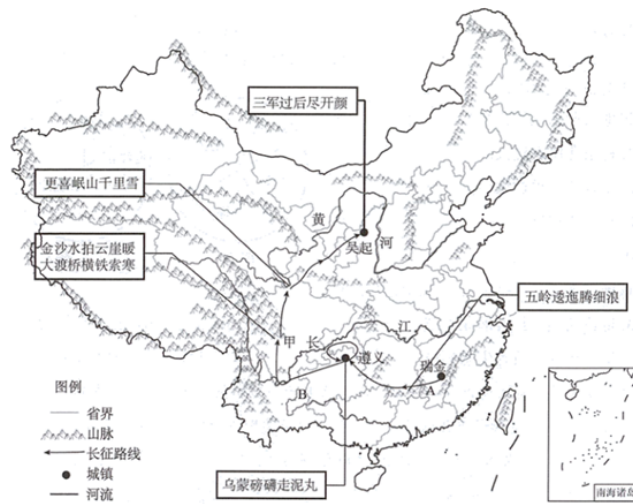 三军过后尽开颜
更喜岷山千里雪
黄
吴起
河
金沙水拍云崖暖
大渡桥横铁索寒
五岭逶迤腾细浪
甲
长
江
遵义
瑞金
A
B
图例
省界
山脉
长征路线
城镇
河流
乌蒙磅礴走泥丸
南海诸岛